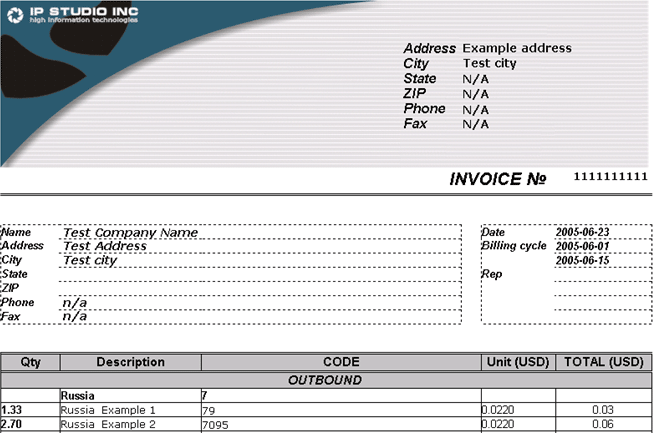 IP STUDIO INC
high information technologies
Address Example address
City Test city
State N/A
ZIP N/A
Phone N/A
Fax N/A
INVOICE № 1111111111
Name Test Company Name Date 2005-06-23
Address Test Address Billing cycle 2005-06-01
City Test city 2005-06-15
State Rep
ZIP
Phone n/a
Fax n/a
Qty Description CODE Unit (USD) TOTAL (USD)
OUTBOUND
Russia 7
1.33 Russia Example 1 79 0.0220 0.03
2.70 Russia Example 2 7095 0.0220 0.06